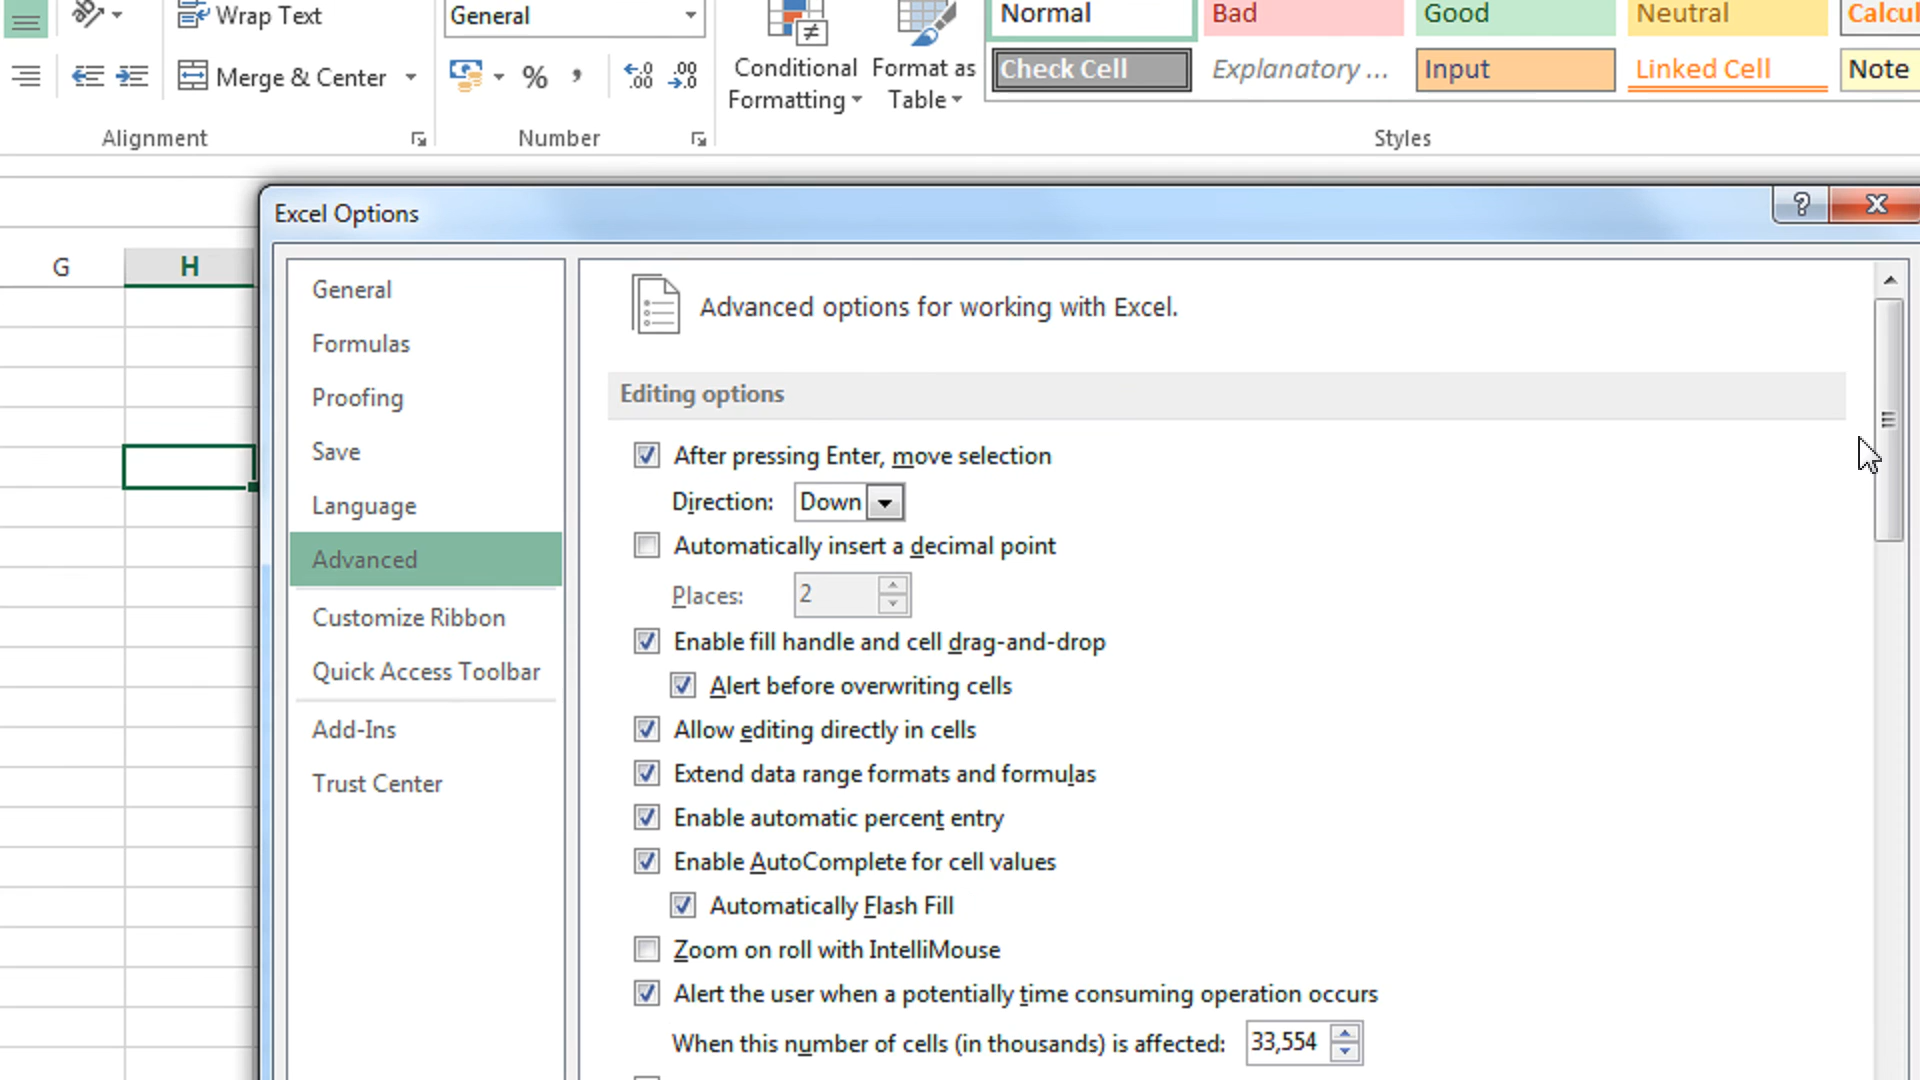 Wrap Text
General
Normal
Bad
Good
Neutral
Calcul
Merge & Center
%
,
.00
Conditional
Formatting
Format as
Table
Check Cell
Explanatory ...
Input
Linked Cell
Note
Alignment
Number
Styles
Excel Options
?
G
H
General
Formulas
Proofing
Save
Language
Advanced
Customize Ribbon
Quick Access Toolbar
Add-Ins
Trust Center
Advanced options for working with Excel.
Editing options
After pressing Enter, move selection
Direction: Down
Automatically insert a decimal point
Places: 2
Enable fill handle and cell drag-and-drop
Alert before overwriting cells
Allow editing directly in cells
Extend data range formats and formulas
Enable automatic percent entry
Enable AutoComplete for cell values
Automatically Flash Fill
Zoom on roll with IntelliMouse
Alert the user when a potentially time consuming operation occurs
When this number of cells (in thousands) is affected: 33,554